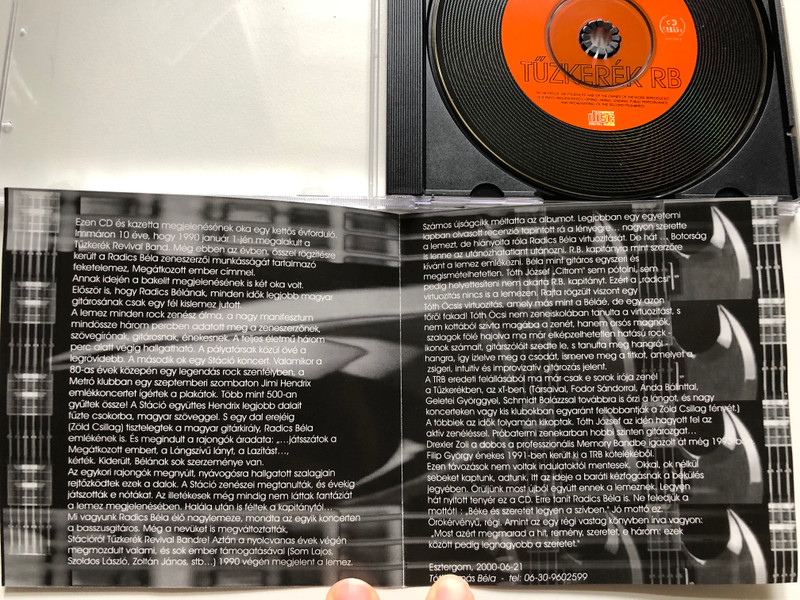 TŰZKERÉK RB
Ezen CD és kazetta megjelenésének oka egy kettős évforduló.
Immáron 10 éve, hogy 1990 január 1-jén megalakult a
Tűzkerék Revival Band. Még ebben az évben, ősszel rögzítésre
került a Radics Béla zeneszerzői munkásságát tartalmazó
feketelemez, Megátkozott ember címmel.
Annak idején a bakelit megjelenésének is két oka volt.
Először is, hogy Radics Bélának, minden idők legjobb magyar
gitárosának csak egy fél kislemez jutott.
A lemez minden rock zenész álma, a nagy manifesztum
mindössze három percben adatott meg a zeneszerzőnek,
szövegírónak, gitárosnak, énekesnek. A teljes életmű három
perc alatt végig hallgatható. A pályatársak közül övé a
legrövidebb. A második ok egy Stáció koncert. Valamikor a
80-as évek közepén egy legendás rock szentélyben, a
Metró klubban egy szeptemberi szombaton Jimi Hendrix
emlékkoncertet ígértek a plakátok. Több mint 500-an
gyűltek össze! A Stáció együttes Hendrix legjobb dalait
fűzte csokorba, magyar szöveggel. S egy dal erejéig
(Zöld Csillag) tisztelegtek a magyar gitárkirály, Radics Béla
emlékének is. És megindult a rajongók áradata: „...játsszátok a
Megátkozott embert, a Lángszívű lányt, a Lazítást...,
kérték. Kiderült, Bélának sok szerzeménye van.
Az egykori rajongók megnyúlt, nyávogósra hallgatott szalagjain
rejtőzködtek ezek a dalok. A Stáció zenészei megtanulták, és évekig
játszották e nótákat. Az illetékesek még mindig nem láttak fantáziát
a lemez megjelenésében. Halála után is féltek a kapitánytól...
Mi vagyunk Radics Béla élő nagylemeze, mondta az egyik koncerten
a basszusgitáros. Még a nevüket is megváltoztatták,
Stációról Tűzkerék Revival Bandre! Aztán a nyolcvanas évek végén
megmozdult valami, és sok ember támogatásával (Som Lajos,
Szoldos László, Zoltán János, stb...) 1990 végén megjelent a lemez.
Számos újságcikk méltatta az albumot. Legjobban egy egyetemi
lapban olvasott recenzió tapintott rá a lényegre... nagyon szerette
a lemezt, de hiányolta róla Radics Béla virtuozitását. De hát ... Botorság
is lenne az utánozhatatlant utánozni. R.B. kapitányra mint szerzőre
kívánt a lemez emlékezni. Béla mint gitáros egyszeri és
megismételhetetlen. Tóth József „Citrom" sem pótolni, sem
pedig helyettesíteni nem akarta R.B. kapitányt. Ezért a „radicsi"
virtuozitás nincs is a lemezen. Rajta rögzült viszont egy
Tóth Öcsis virtuozitás, amely más mint a Béláé, de egy azon
tőről fakad! Tóth Öcsi nem zeneiskolában tanulta a virtuozitást, s
nem kottából szívta magába a zenét, hanem orsós magnók,
szalagok fölé hajolva ma már elképzelhetetlen hatású rock -
ikonok számait, gitárszólóit szedte le, s tanulta meg hangról -
hangra, így ízlelve meg a csodát, ismerve meg a titkot, amelyet a
zsigeri, intuitív és improvizatív gitározás jelent.
A TRB eredeti felállásából ma már csak e sorok írója zenél
a Tűzkerékben, az xT-ben. (Társaival, Fodor Sándorral, Ánda Bálinttal,
Geletei Györggyel, Schmidt Balázzsal továbbra is őrzi a lángot, és nagy
koncerteken vagy kis klubokban egyaránt fellobbantják a Zöld Csillag fényét.)
A többiek az idők folyamán kikoptak. Tóth József az idén hagyott fel az
aktív zenéléssel. Próbatermi zenekarban hobbi szinten gitározgat...
Drexler Zoli a dobos a professzionális Memory Bandbe igazolt át még
Filip György énekes 1991-ben került ki a TRB kötelékéből.
Ezen távozások nem voltak indulatoktól mentesek. Okkal, ok nélkül
sebeket kaptunk, adtunk, itt az ideje a baráti kézfogásnak a békülés
jegyében. Örüljünk most újból együtt ennek a lemeznek. Legyen
hát nyitott tenyér ez a CD. Erre tanít Radics Béla is. Ne feledjük a
mottót! : „Béke és szeretet legyen a szívben." Jó mottó ez.
Örökérvényű, régi. Amint az egy régi vastag könyvben írva vagyon:
„Most azért megmarad a hit, remény, szeretet, e három: ezek
között pedig legnagyobb a szeretet."
Esztergom, 2000-06-21
Béla - tel: 06-30-9602599